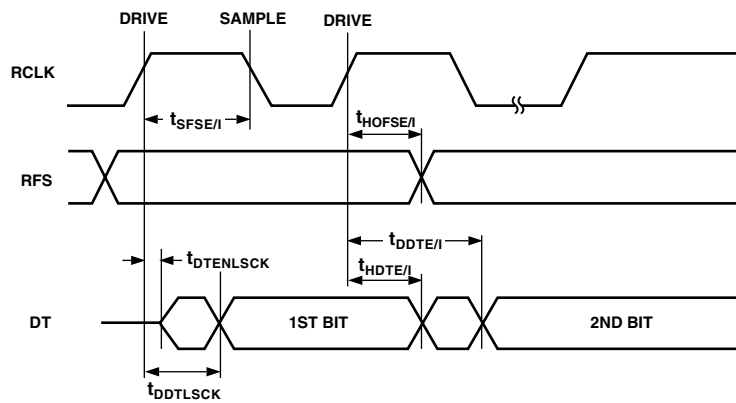 DRIVE SAMPLE DRIVE
RCLK
tSFSE/I
tHOFSE/I
RFS
tDDTE/I
tDTENLSCK
tHDTE/I
DT
1ST BIT
2ND BIT
tDDTLSCK